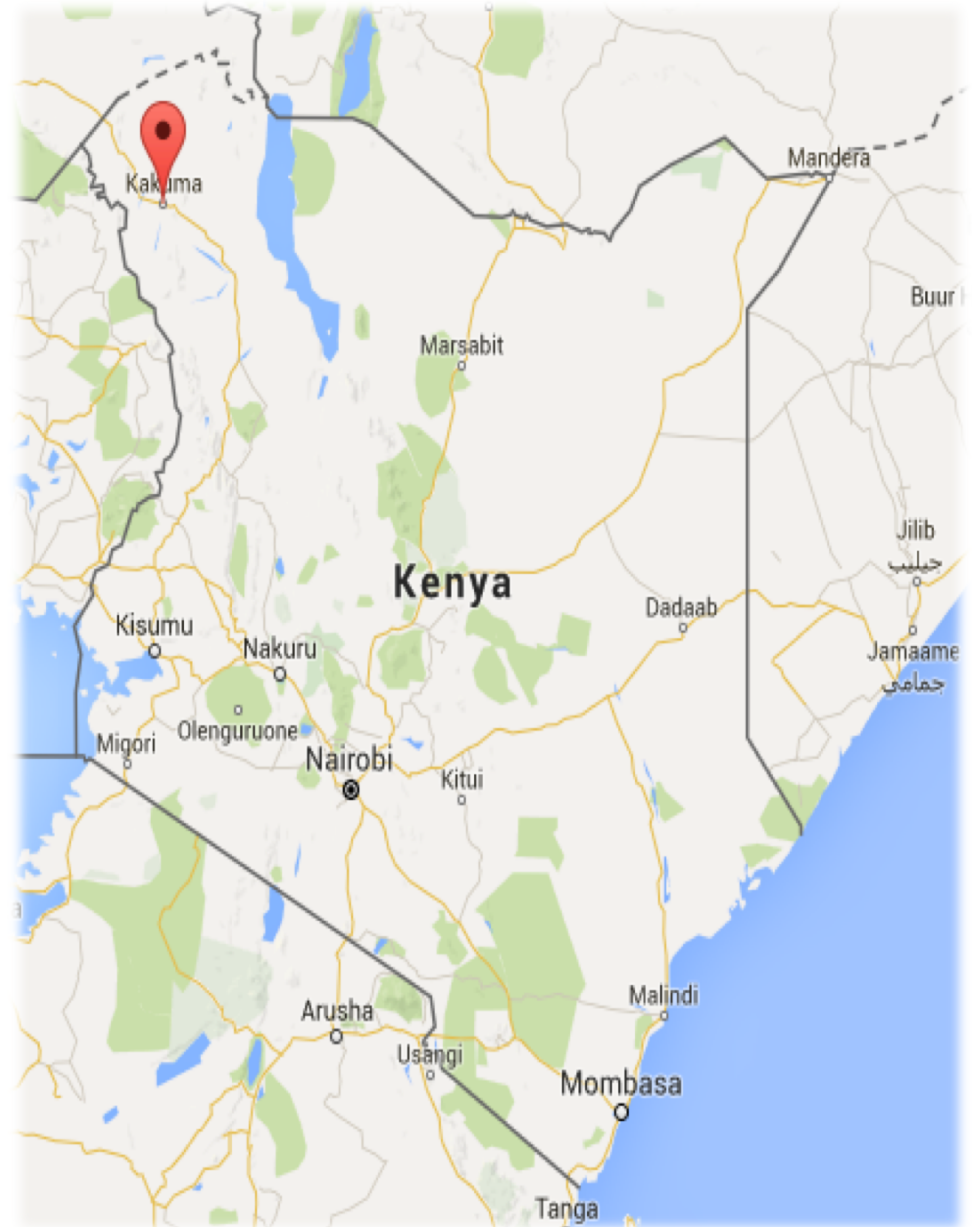 Mandera
Kakuma
Buur
Marsabit
Jilib
جيليب
Kenya
Dadaab
Kisumu
Nakuru
Jamaame
جمامي
Olenguruone
Migori
Nairobi
Kitui
Malindi
Arusha
Usangi
Mombasa
Tanga